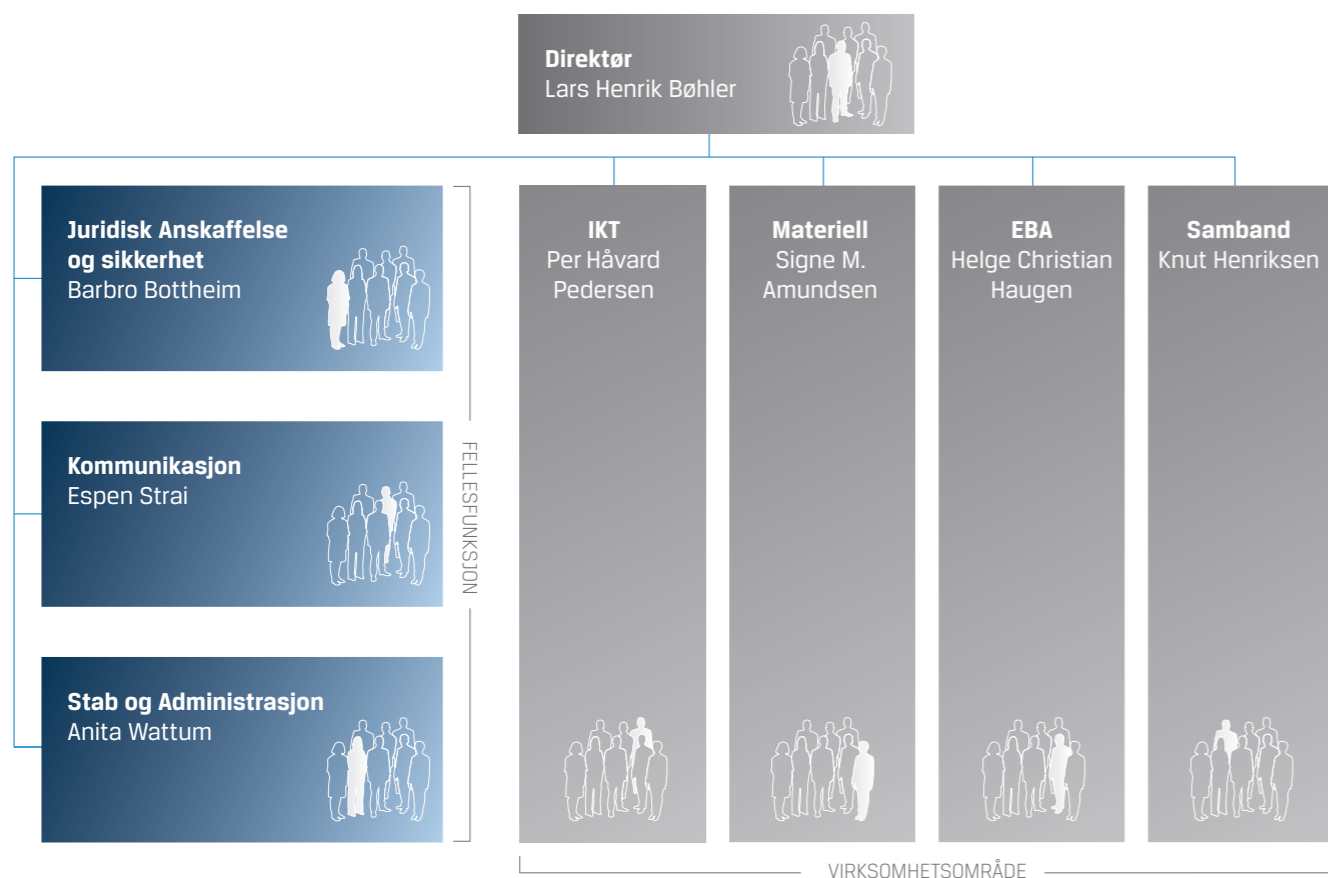 Direktør
Lars Henrik Bøhler
Juridisk Anskaffelse
og sikkerhet
Barbro Bottheim
Kommunikasjon
Espen Strai
Stab og Administrasjon
Anita Wattum
FELLESFUNKSJON
IKT
Per Håvard
Pedersen
Materiell
Signe M.
Amundsen
EBA
Helge Christian
Haugen
Samband
Knut Henriksen
VIRKSOMHETSOMRÅDE